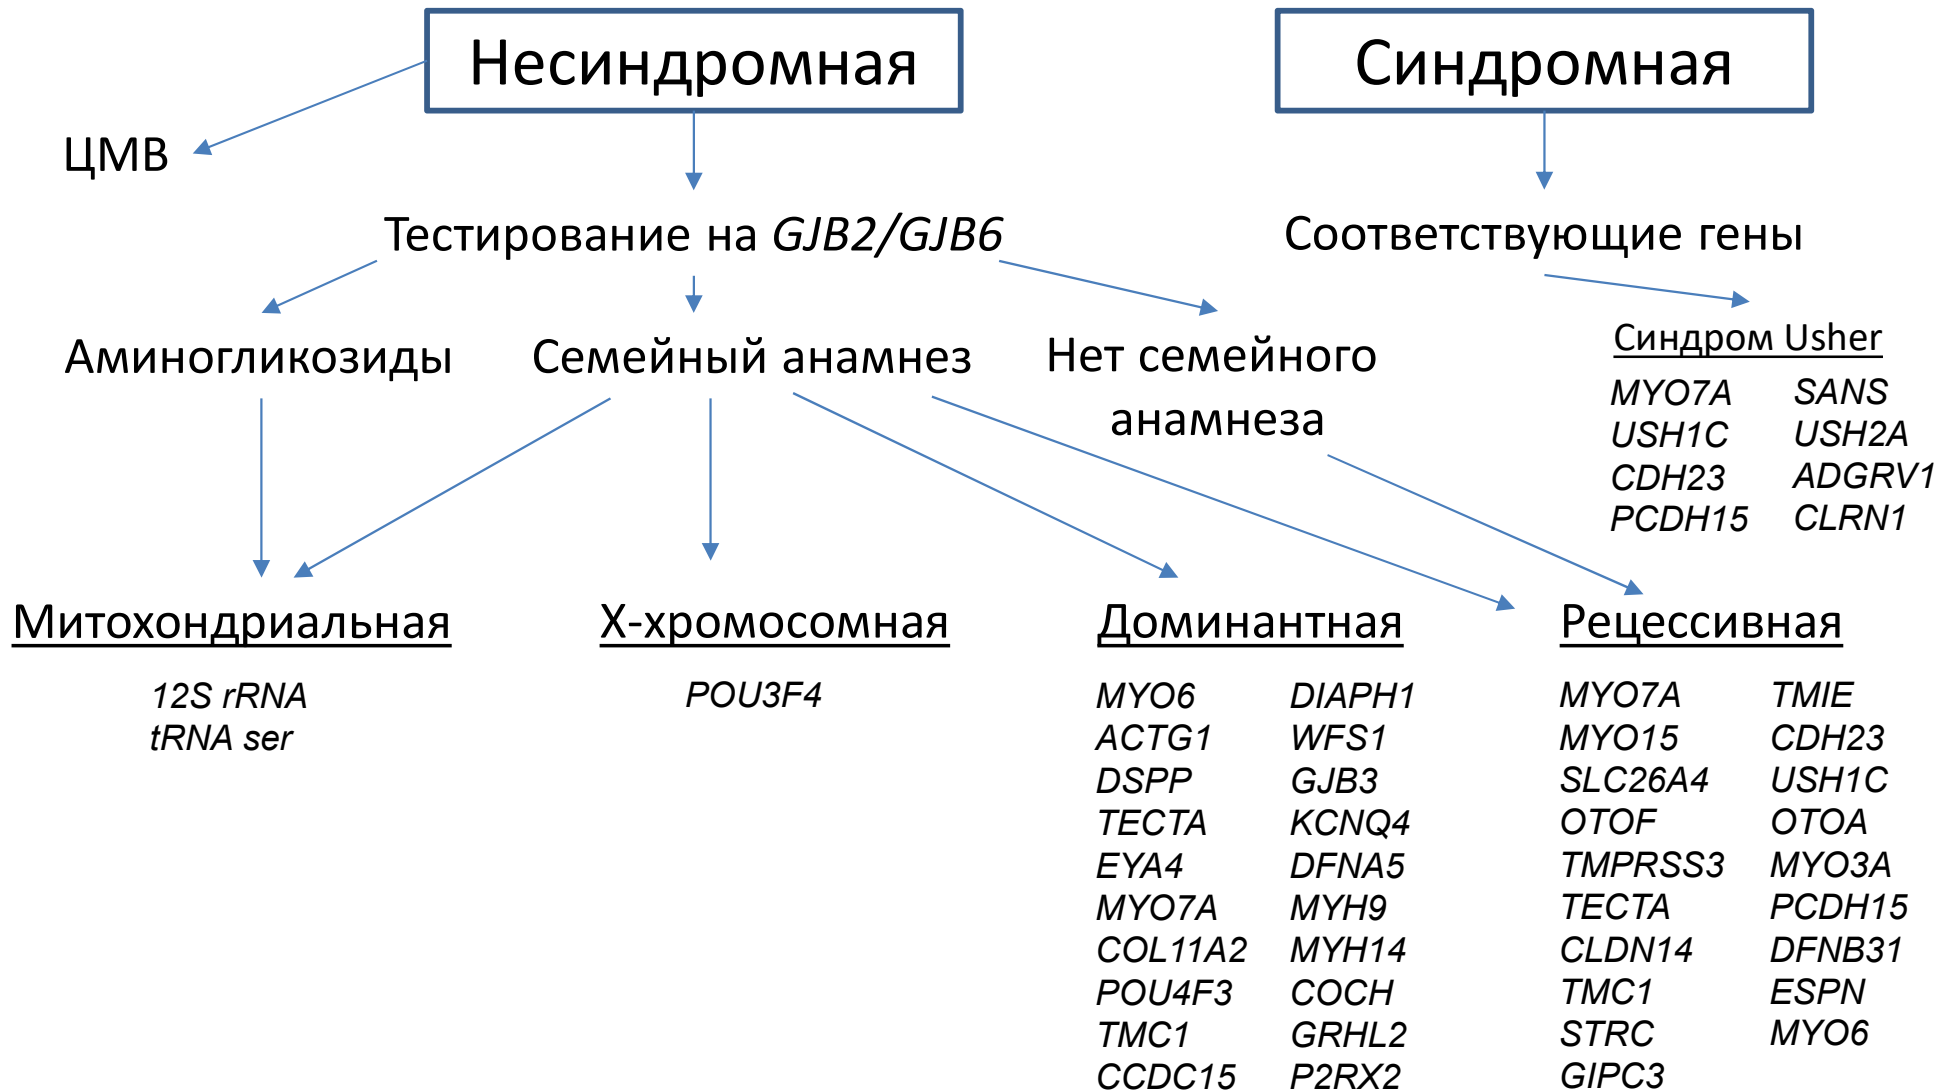 Несиндромная
Синдромная
ЦМВ
Тестирование на GJB2/GJB6
Соответствующие гены
Аминогликозиды
Семейный анамнез
Нет семейного
анамнеза
Синдром Usher
MYO7A SANS
USH1C USH2A
CDH23 ADGRV1
PCDH15 CLRN1
Митохондриальная
12S rRNA
tRNA ser
Х-хромосомная
POU3F4
Доминантная
MYO6 DIAPH1
ACTG1 WFS1
DSPP GJB3
TECTA KCNQ4
EYA4 DFNA5
MYO7A MYH9
COL11A2 MYH14
POU4F3 COCH
TMC1 GRHL2
CCDC15 P2RX2
Рецессивная
MYO7A TMIE
MYO15 CDH23
SLC26A4 USH1C
OTOF OTOA
TMPRSS3 MYO3A
TECTA PCDH15
CLDN14 DFNB31
TMC1 ESPN
STRC MYO6
GIPC3